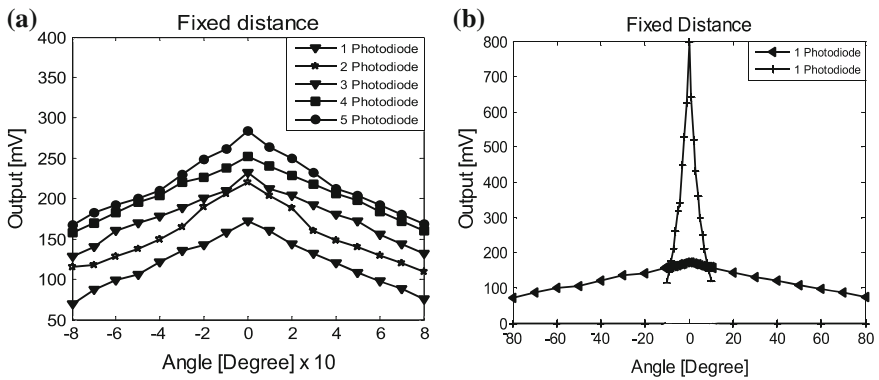 (a)
Fixed distance
400
350
300
250
200
150
100
50
Output [mV]
1 Photodiode
2 Photodiode
3 Photodiode
4 Photodiode
5 Photodiode
-8
-6
-4
-2
0
2
4
6
8
Angle [Degree] x 10
(b)
Fixed Distance
800
700
600
500
400
300
200
100
0
Output [mV]
1 Photodiode
1 Photodiode
-80
-60
-40
-20
0
20
40
60
80
Angle [Degree]